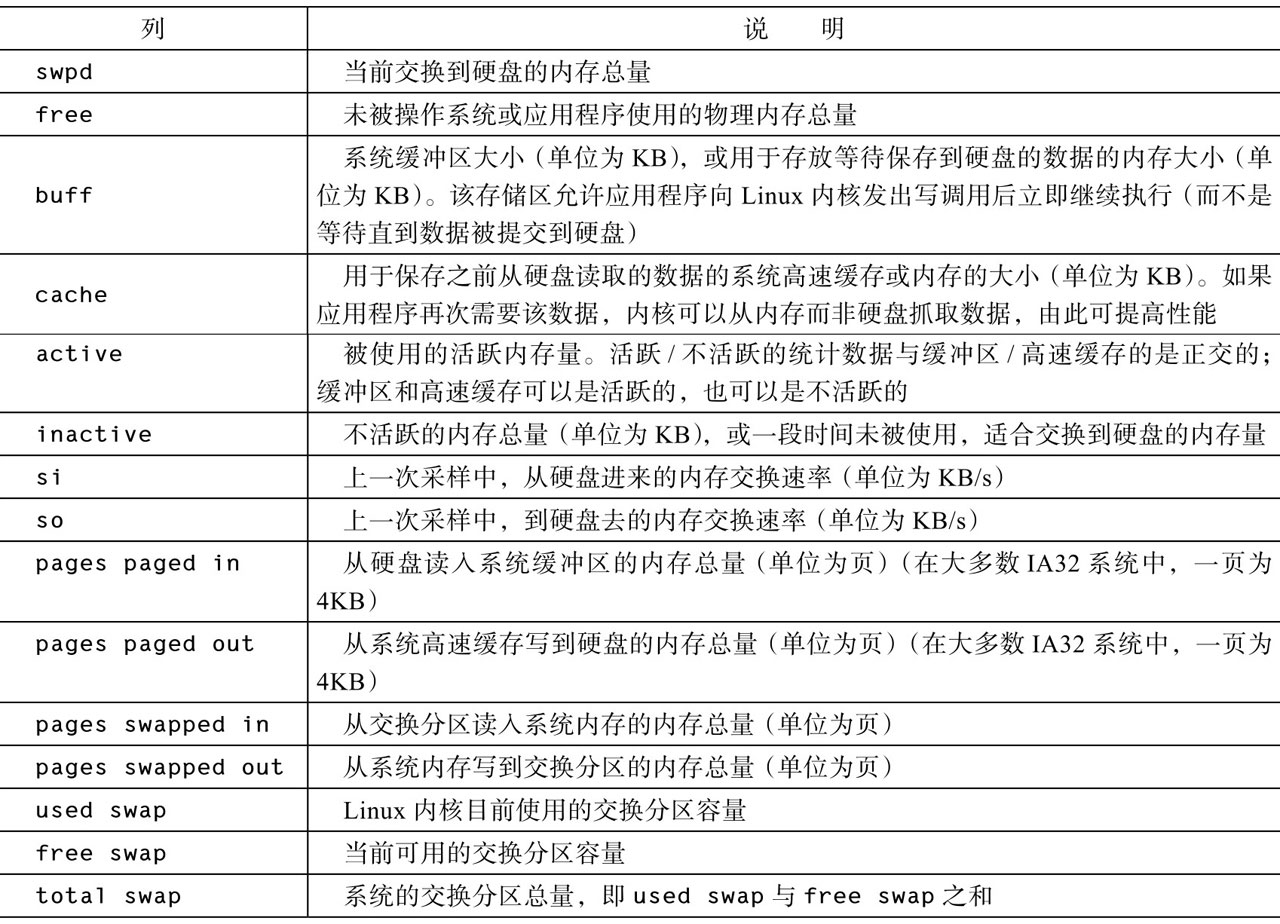 列 说 明
swpd 当前交换到硬盘的内存总量
free 未被操作系统或应用程序使用的物理内存总量
系统缓冲区大小（单位为 KB），或用于存放等待保存到硬盘的数据的内存大小（单
buff 位为 KB）。该存储区允许应用程序向 Linux 内核发出写调用后立即继续执行（而不是
等待直到数据被提交到硬盘）
cache 用于保存之前从硬盘读取的数据的系统高速缓存或内存的大小（单位为 KB）。如果
应用程序再次需要该数据，内核可以从内存而非硬盘抓取数据，由此可提高性能
active 被使用的活跃内存量。活跃 / 不活跃的统计数据与缓冲区 / 高速缓存的是正交的；
缓冲区和高速缓存可以是活跃的，也可以是不活跃的
inactive 不活跃的内存总量（单位为 KB），或一段时间未被使用，适合交换到硬盘的内存量
si 上一次采样中，从硬盘进来的内存交换速率（单位为 KB/s）
so 上一次采样中，到硬盘去的内存交换速率（单位为 KB/s）
pages paged in 从硬盘读入系统缓冲区的内存总量（单位为页）（在大多数 IA32 系统中，一页为
4KB）
pages paged out 从系统高速缓存写到硬盘的内存总量（单位为页）（在大多数 IA32 系统中，一页为
4KB）
pages swapped in 从交换分区读入系统内存的内存总量（单位为页）
pages swapped out 从系统内存写到交换分区的内存总量（单位为页）
used swap Linux 内核目前使用的交换分区容量
free swap 当前可用的交换分区容量
total swap 系统的交换分区总量，即 used swap 与 free swap 之和